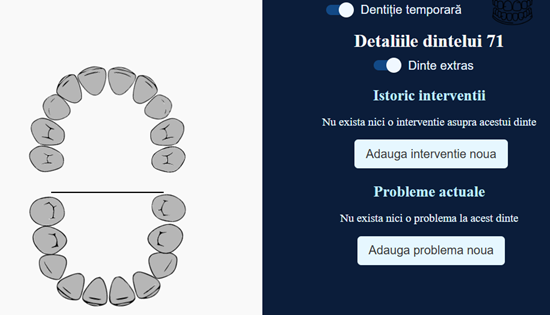 Dentiție temporară
Detaliile dintelui 71
Dinte extras
Istoric interventii
Nu exista nici o interventie asupra acestui dinte
Adauga interventie noua
Probleme actuale
Nu exista nici o problema la acest dinte
Adauga problema noua